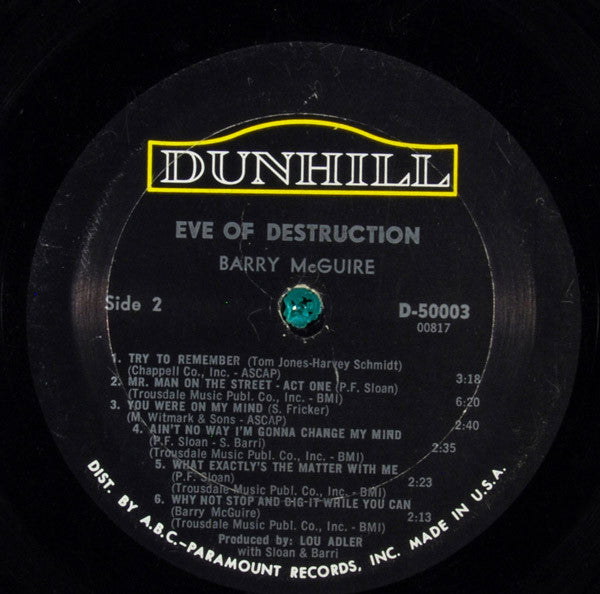 DUNHILL
EVE OF DESTRUCTION
BARRY McGUIRE
Side 2
D-50003
00817
1. TRY TO REMEMBER (Tom Jones-Harvey Schmidt)
(Chappell Co., Inc. - ASCAP) 3:18
2. MR. MAN ON THE STREET - ACT ONE (P.F. Sloan)
(Trousdale Music Publ. Co., Inc. - BMI) 6:20
3. YOU WERE ON MY MIND (S. Fricker)
(M. Witmark & Sons - ASCAP) 2:40
4. AIN'T NO WAY I'M GONNA CHANGE MY MIND
(P.F. Sloan - S. Barri) 2:35
(Trousdale Music Publ. Co., Inc. - BMI)
5. WHAT EXACTLY'S THE MATTER WITH ME
(P.F. Sloan) 2:23
(Trousdale Music Publ. Co., Inc. - BMI)
6. WHY NOT STOP AND DIG IT WHILE YOU CAN
(Barry McGuire) 2:13
(Trousdale Music Publ. Co., Inc. - BMI)
Produced by: LOU ADLER
with Sloan & Barri
DIST. BY A.B.C.-PARAMOUNT RECORDS, INC. MADE IN U.S.A.